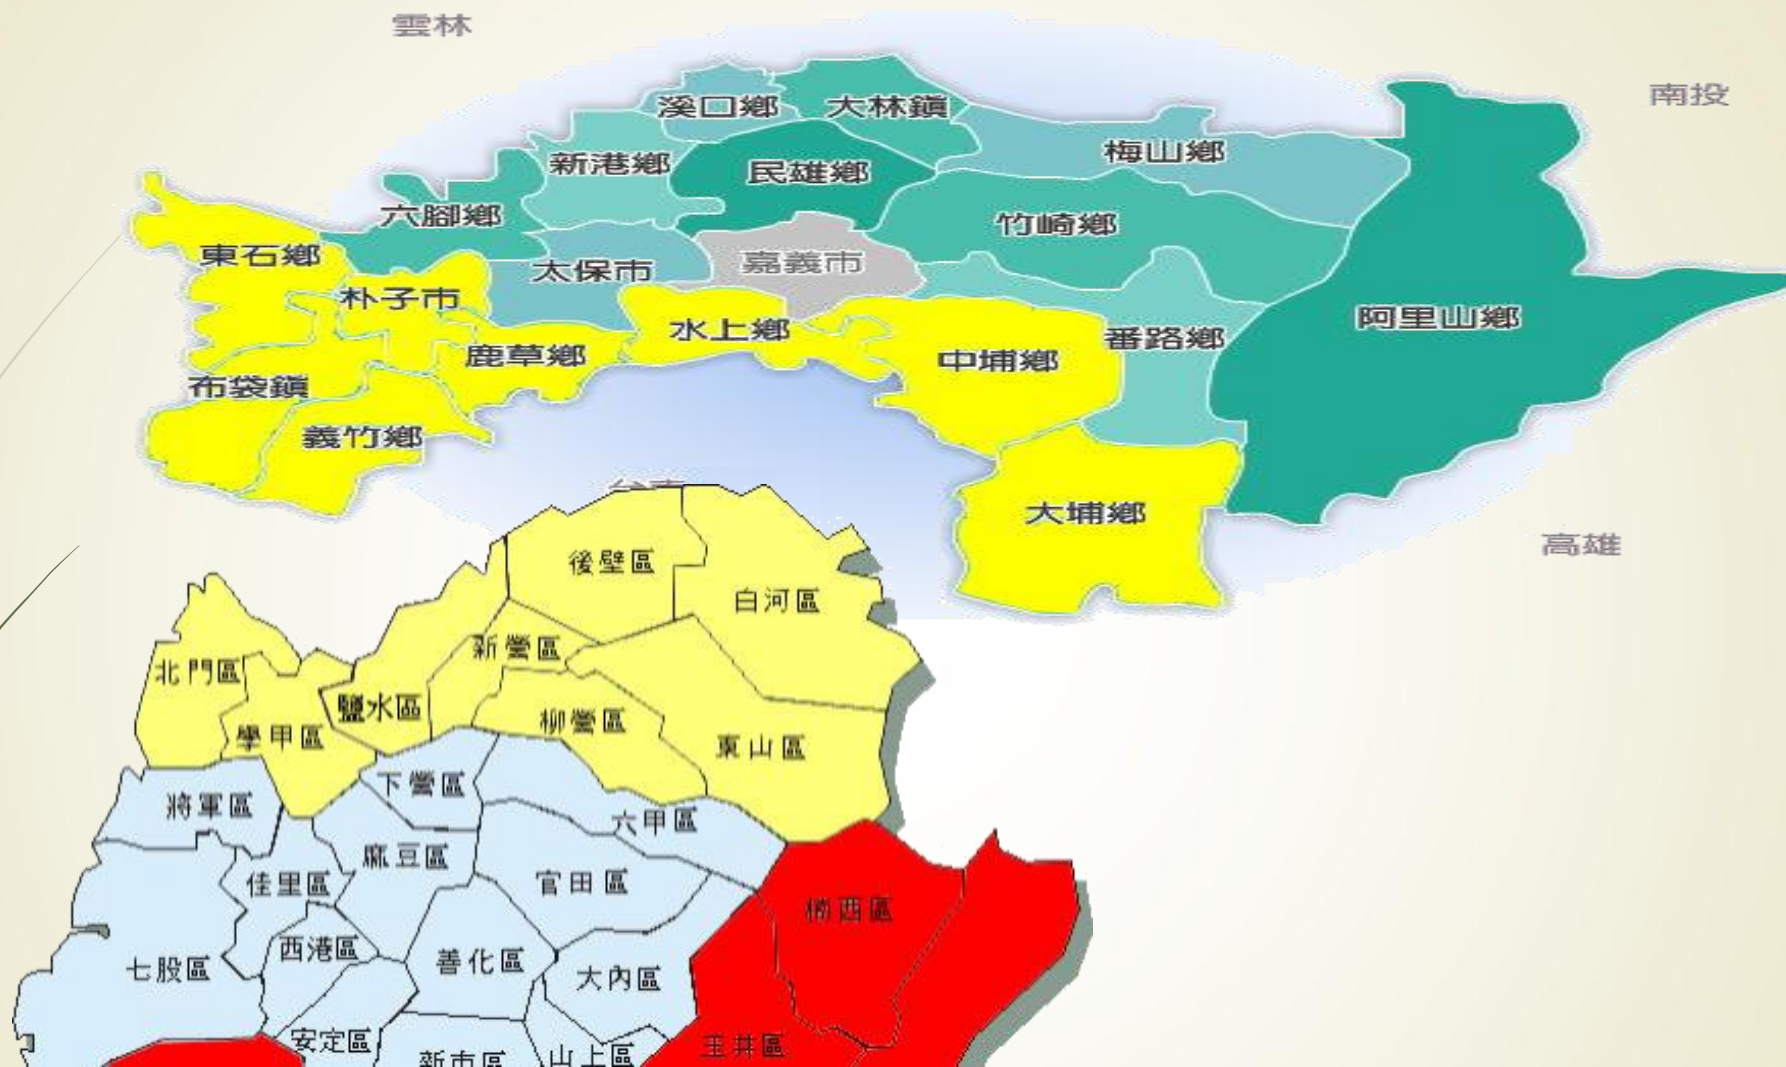 雲林
南投
溪口鄉
大林鎮
新港鄉
民雄鄉
梅山鄉
六腳鄉
竹崎鄉
東石鄉
太保市
嘉義市
朴子市
水上鄉
鹿草鄉
中埔鄉
番路鄉
阿里山鄉
布袋鎮
義竹鄉
大埔鄉
高雄
後壁區
白河區
新營區
北門區
鹽水區
柳營區
學甲區
東山區
下營區
將軍區
六甲區
麻豆區
佳里區
官田區
楠西區
西港區
善化區
七股區
大內區
安定區
新市區
山上區
玉井區